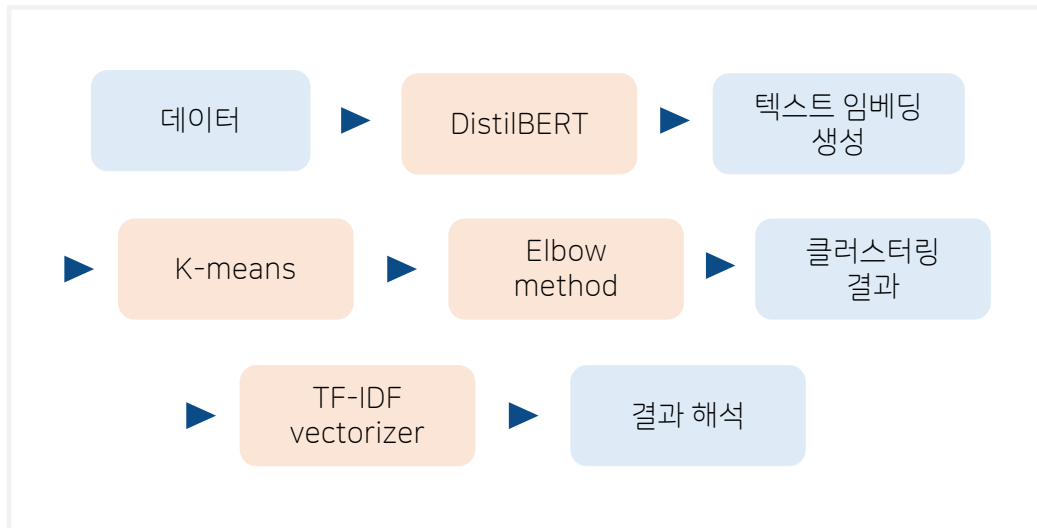 데이터
DistilBERT
텍스트 임베딩
생성
K-means
Elbow
method
클러스터링
결과
TF-IDF
vectorizer
결과 해석